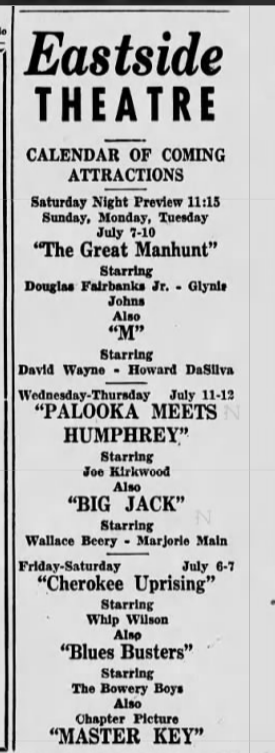 Eastside
THEATRE
CALENDAR OF COMING
ATTRACTIONS
Saturday Night Preview 11:15
Sunday, Monday, Tuesday
July 7-10
"The Great Manhunt"
Starring
Douglas Fairbanks Jr. - Glynis
Johns
Also
"M"
Starring
David Wayne - Howard DaSilva
Wednesday-Thursday July 11-12
"PALOOKA MEETS
HUMPHREY"
Starring
Joe Kirkwood
Also
"BIG JACK"
Starring
Wallace Beery - Marjorie Main
Friday-Saturday July 6-7
"Cherokee Uprising"
Starring
Whip Wilson
Also
"Blues Busters"
Starring
The Bowery Boys
Also
Chapter Picture
"MASTER KEY"